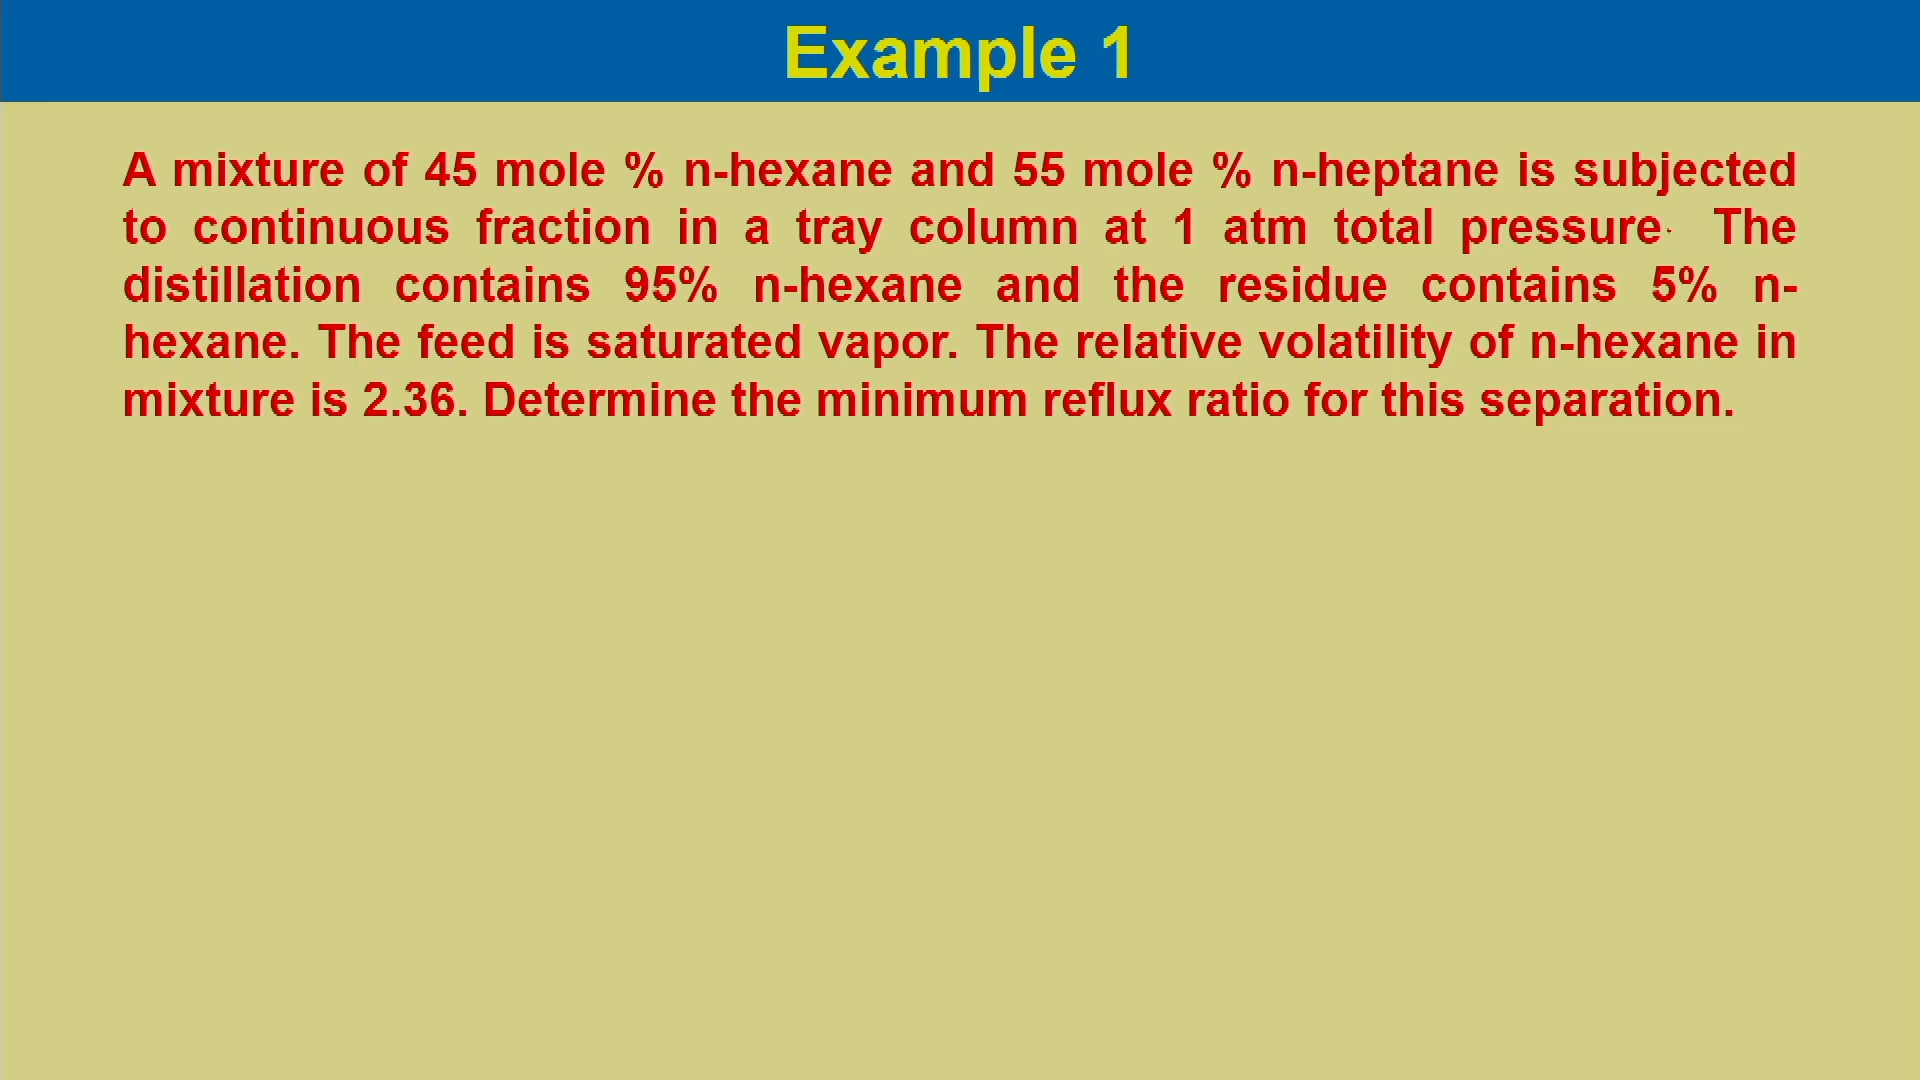 Example 1
A mixture of 45 mole % n-hexane and 55 mole % n-heptane is subjected
to continuous fraction in a tray column at 1 atm total pressure. The
distillation contains 95% n-hexane and the residue contains 5% n-
hexane. The feed is saturated vapor. The relative volatility of n-hexane in
mixture is 2.36. Determine the minimum reflux ratio for this separation.